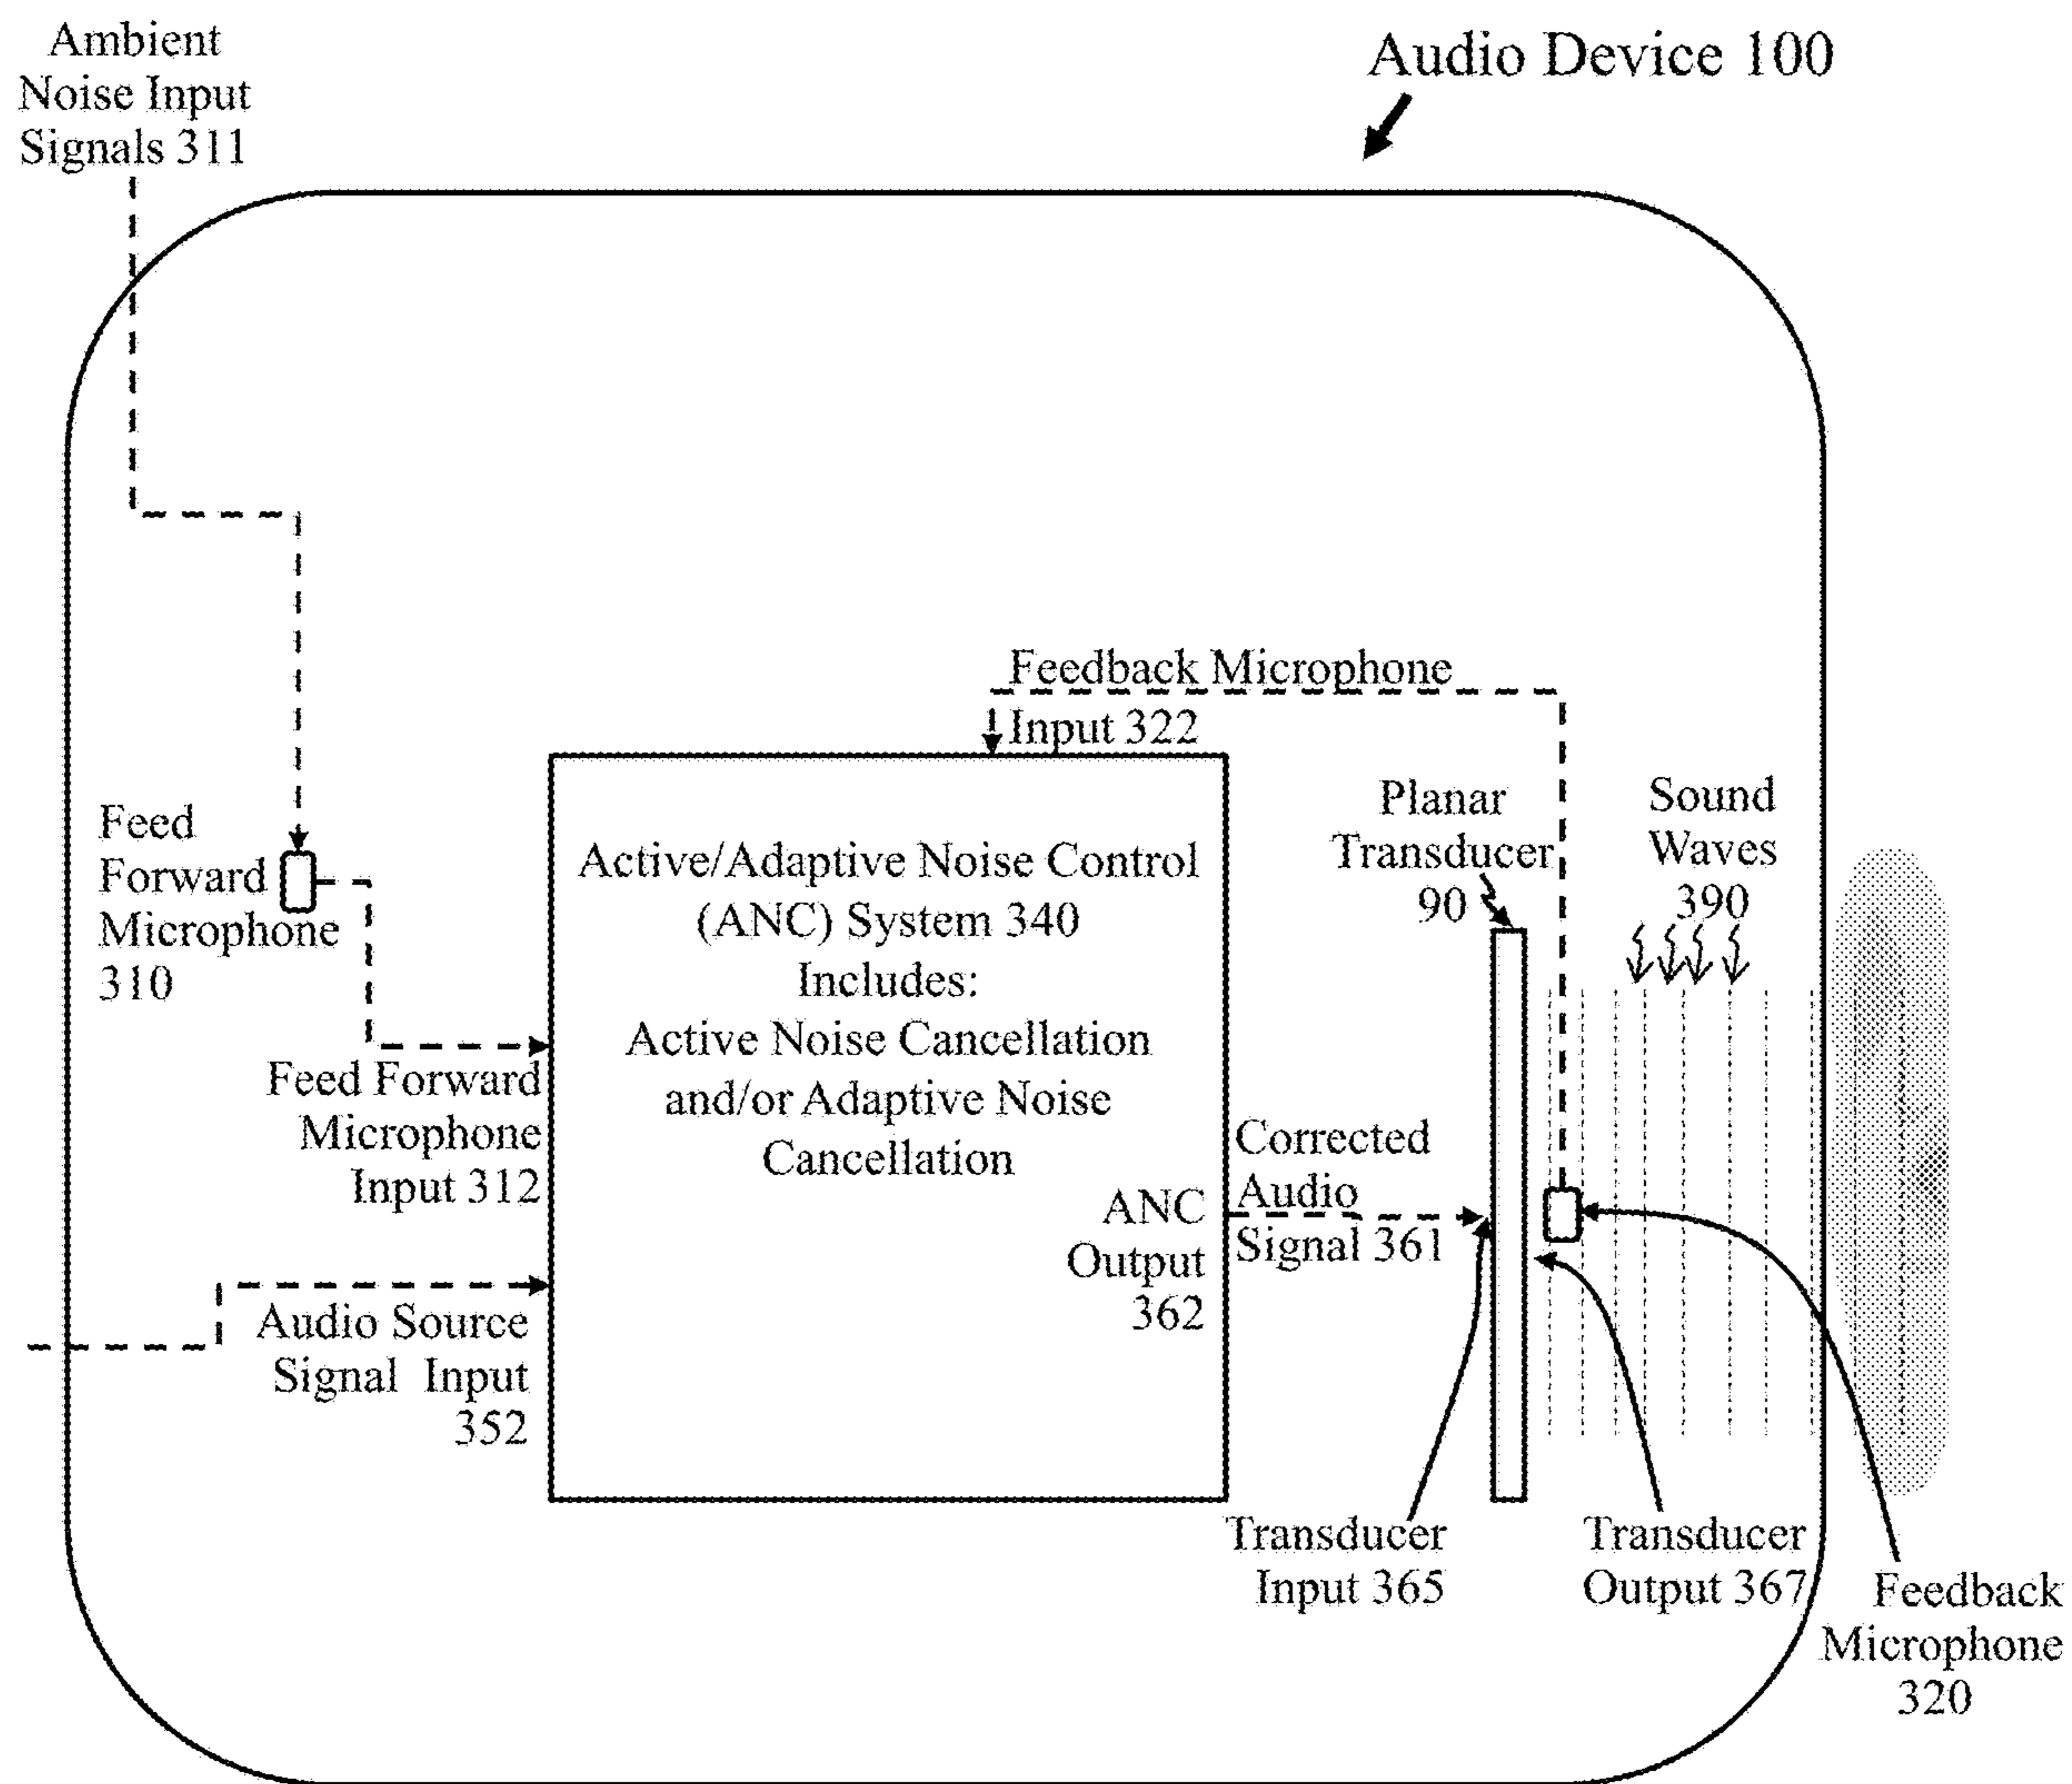 Ambient
Noise Input
Signals 311
Audio Device 100
Feedback Microphone
Input 322
Feed
Forward
Microphone
310
Active/Adaptive Noise Control
(ANC) System 340
Includes:
Active Noise Cancellation
and/or Adaptive Noise
Cancellation
Planar
Transducer
90
Sound
Waves
390
Feed Forward
Microphone
Input 312
Corrected
Audio
Signal 361
ANC
Output
362
Audio Source
Signal Input
352
Transducer
Input 365
Transducer
Output 367
Feedback
Microphone
320